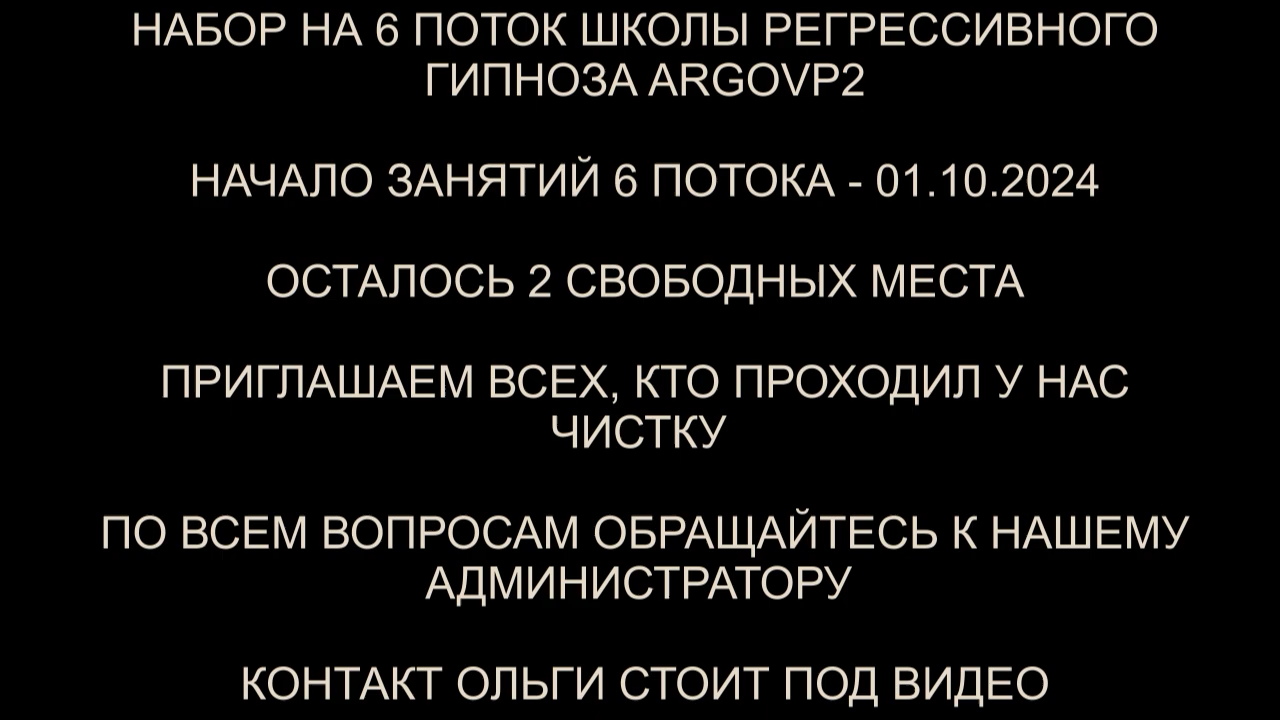 НАБОР НА 6 ПОТОК ШКОЛЫ РЕГРЕССИВНОГО
ГИПНОЗА ARGOVP2
НАЧАЛО ЗАНЯТИЙ 6 ПОТОКА - 01.10.2024
ОСТАЛОСЬ 2 СВОБОДНЫХ МЕСТА
ПРИГЛАШАЕМ ВСЕХ, КТО ПРОХОДИЛ У НАС
ЧИСТКУ
ПО ВСЕМ ВОПРОСАМ ОБРАЩАЙТЕСЬ К НАШЕМУ
АДМИНИСТРАТОРУ
КОНТАКТ ОЛЬГИ СТОИТ ПОД ВИДЕО